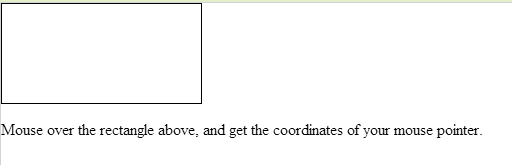 Mouse over the rectangle above, and get the coordinates of your mouse pointer.